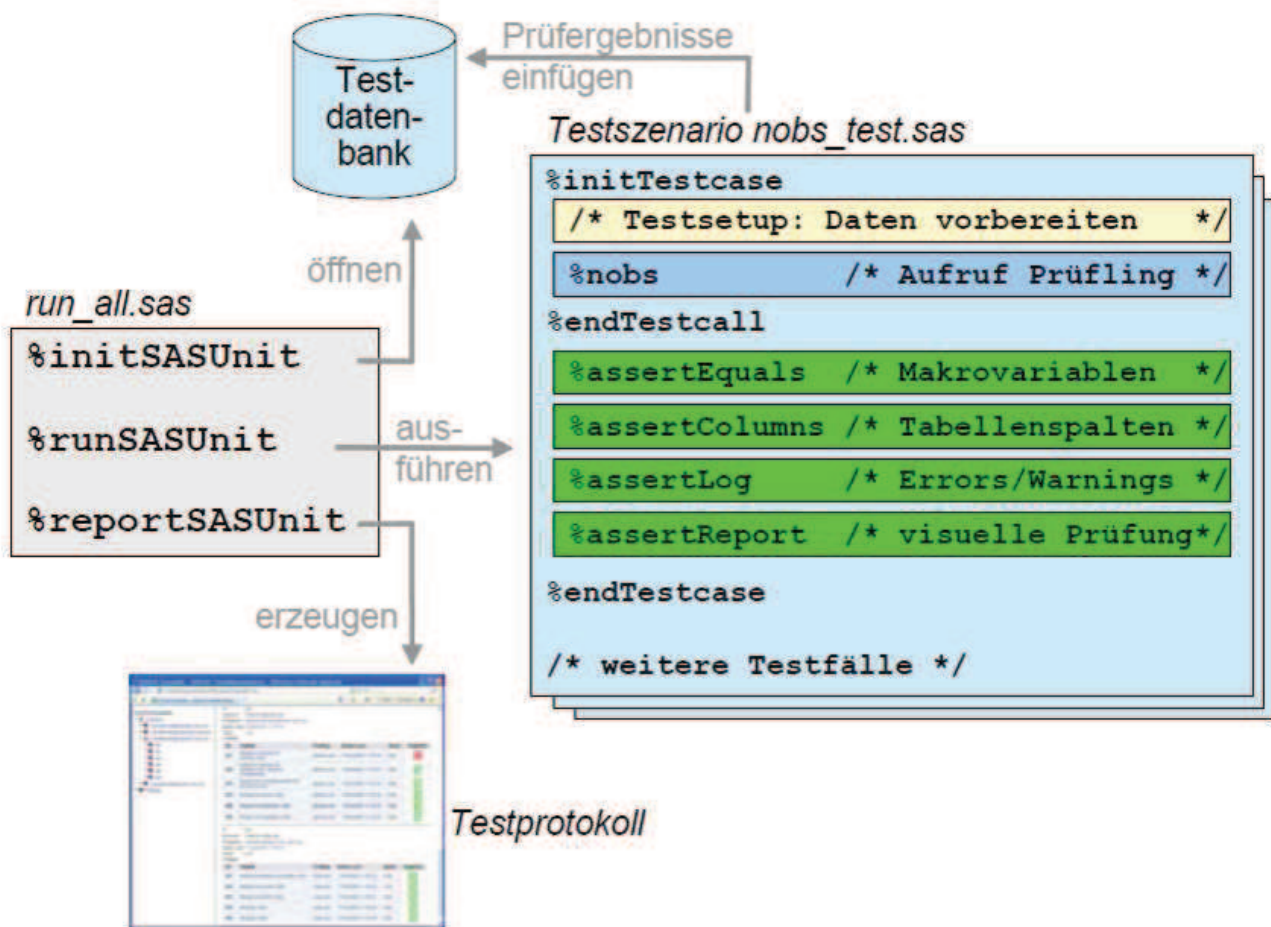 Prüfergebnisse
einfügen
Test-
daten-
bank
Testszenario nobs_test.sas
%initTestcase
/* Testsetup: Daten vorbereiten */
%nobs /* Aufruf Prüfling */
%endTestcall
%assertEquals /* Makrovariablen */
%assertColumns /* Tabellenspalten */
%assertLog /* Errors/Warnings */
%assertReport /* visuelle Prüfung*/
%endTestcase
/* weitere Testfälle */
öffnen
run_all.sas
%initSASUnit
%runSASUnit
%reportSASUnit
aus-
führen
erzeugen
Testprotokoll